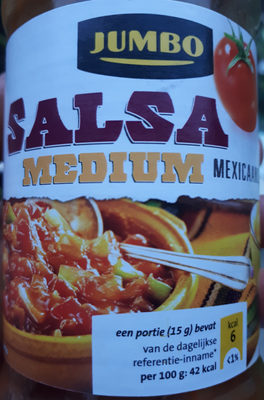 JUMBO
SALSA
MEDIUM
een portie (15 g) bevat
van de dagelijkse
referentie-inname*
per 100 g: 42 kcal
kcal
6
<1%